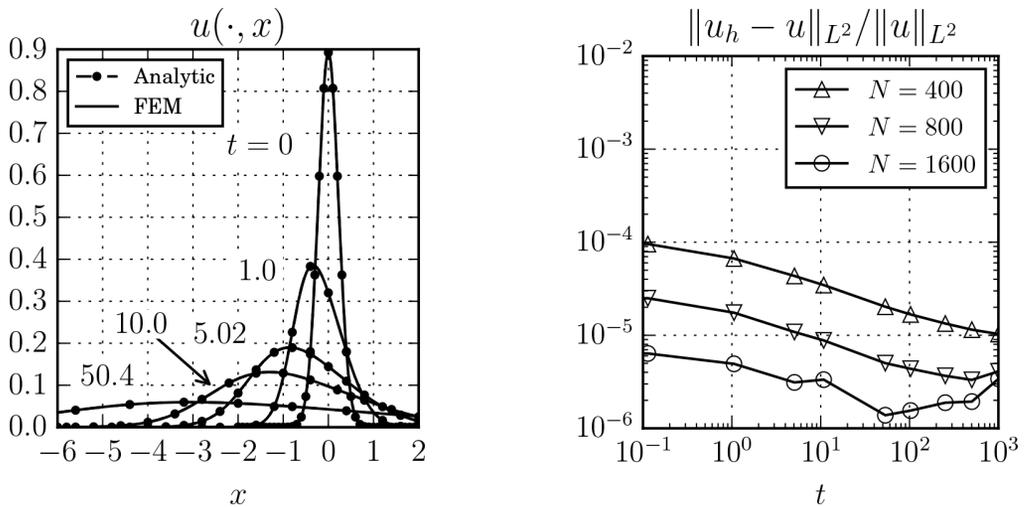 u(·, x)
0.9
0.8
0.7
0.6
0.5
0.4
0.3
0.2
0.1
0.0
Analytic
FEM
t = 0
1.0
10.0
5.02
50.4
−6 −5 −4 −3 −2 −1 0 1 2
x
‖u_h − u‖_{L^2}/‖u‖_{L^2}
10^{−2}
10^{−3}
10^{−4}
10^{−5}
10^{−6}
N = 400
N = 800
N = 1600
10^{−1} 10^0 10^1 10^2 10^3
t